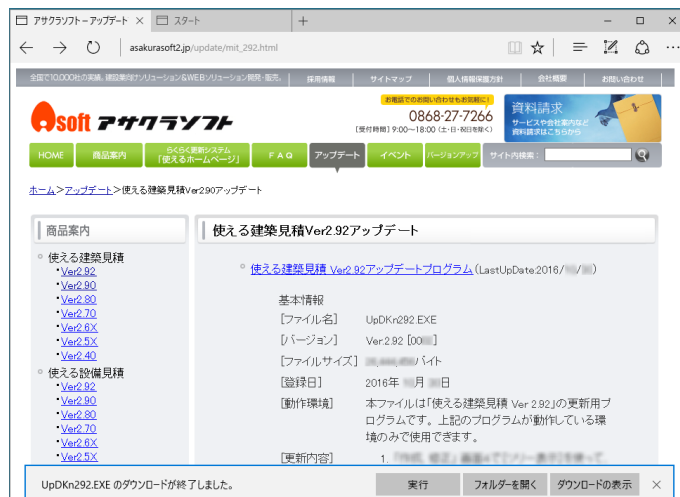 アサクラソフト－アップデート
スタート
asakurasoft2.jp/update/mit_292.html
全国で10,000社の実績。建設業向けソリューション&WEBソリューション開発・販売。
採用情報
サイトマップ
個人情報保護方針
会社概要
お問い合わせ
お電話でのお問い合わせもお気軽に！
0868-27-7266
[受付時間] 9:00〜18:00 (土・日・祝日を除く)
資料請求
サービスや会社案内など
資料請求はこちらから
Asoft アサクラソフト
HOME
商品案内
らくらく更新システム
「使えるホームページ」
FAQ
アップデート
イベント
バージョンアップ
サイト内検索：
ホーム＞アップデート＞使える建築見積Ver2.90アップデート
商品案内
使える建築見積
・Ver2.92
・Ver2.90
・Ver2.80
・Ver2.70
・Ver2.6X
・Ver2.5X
・Ver2.40
使える設備見積
・Ver2.92
・Ver2.90
・Ver2.80
・Ver2.70
・Ver2.6X
・Ver2.5X
使える建築見積Ver2.92アップデート
使える建築見積 Ver2.92アップデートプログラム (LastUpDate:2016/ / )
基本情報
[ファイル名] UpDKn292.EXE
[バージョン] Ver.2.92 [00 ]
[ファイルサイズ] バイト
[登録日] 2016年 月 日
[動作環境] 本ファイルは「使える建築見積 Ver 2.92」の更新用プ
ログラムです。上記のプログラムが動作している環
境のみで使用できます。
[更新内容] 1.
UpDKn292.EXE のダウンロードが終了しました。
実行
フォルダーを開く
ダウンロードの表示